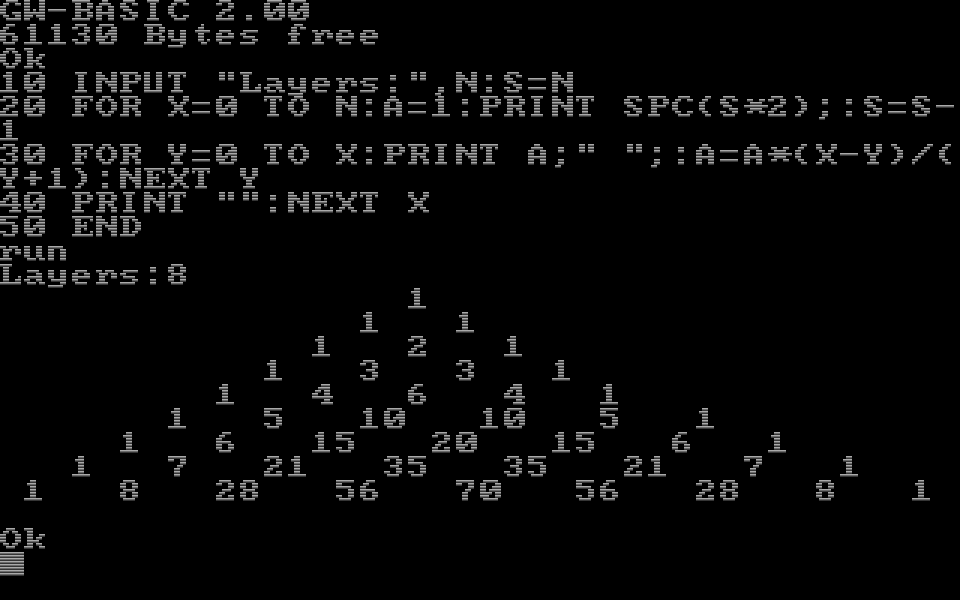 GW-BASIC 2.00
61130 Bytes free
Ok
10 INPUT "Layers:",N:S=N
20 FOR X=0 TO N:A=1:PRINT SPC(S*2);:S=S-
1
30 FOR Y=0 TO X:PRINT A;" ";:A=A*(X-Y)/(
Y+1):NEXT Y
40 PRINT "":NEXT X
50 END
run
Layers:8
1
1 1
1 2 1
1 3 3 1
1 4 6 4 1
1 5 10 10 5 1
1 6 15 20 15 6 1
1 7 21 35 35 21 7 1
1 8 28 56 70 56 28 8 1
Ok